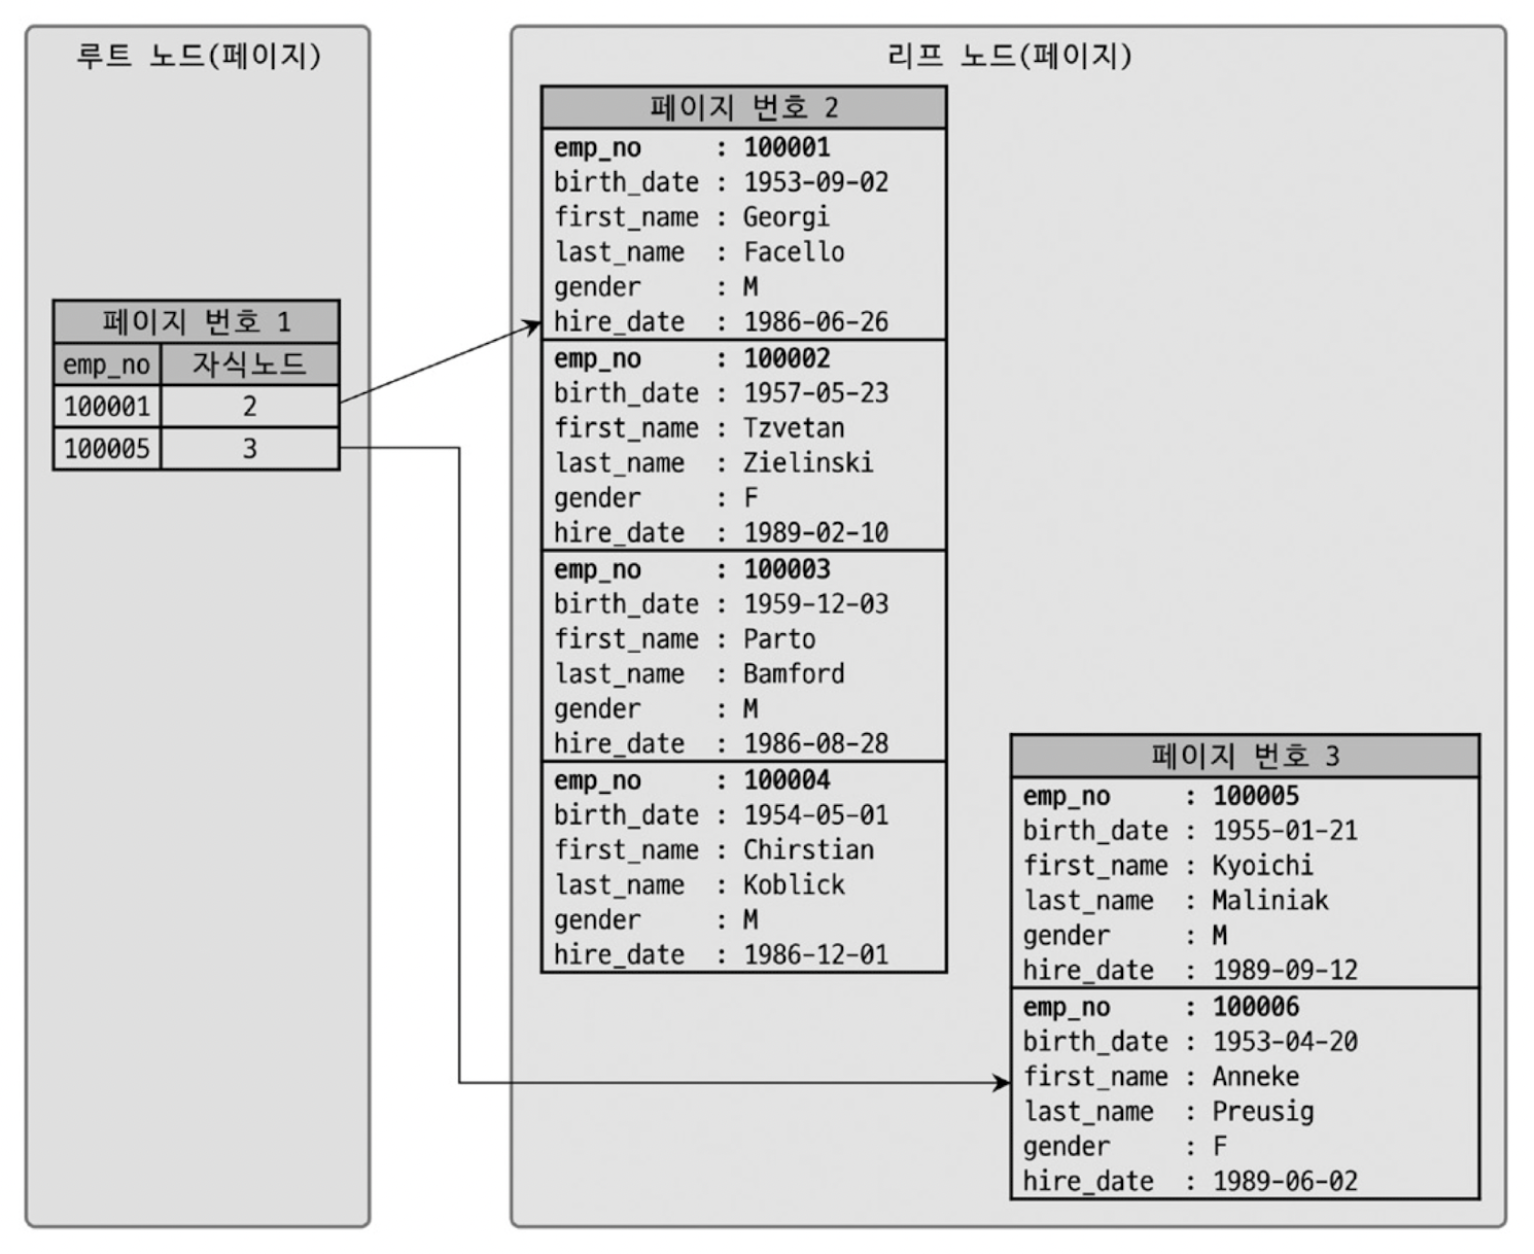 루트 노드(페이지)
페이지 번호 1
emp_no 자식노드
100001 2
100005 3
리프 노드(페이지)
페이지 번호 2
emp_no : 100001
birth_date : 1953-09-02
first_name : Georgi
last_name : Facello
gender : M
hire_date : 1986-06-26
emp_no : 100002
birth_date : 1957-05-23
first_name : Tzvetan
last_name : Zielinski
gender : F
hire_date : 1989-02-10
emp_no : 100003
birth_date : 1959-12-03
first_name : Parto
last_name : Bamford
gender : M
hire_date : 1986-08-28
emp_no : 100004
birth_date : 1954-05-01
first_name : Chirstian
last_name : Koblick
gender : M
hire_date : 1986-12-01
페이지 번호 3
emp_no : 100005
birth_date : 1955-01-21
first_name : Kyoichi
last_name : Maliniak
gender : M
hire_date : 1989-09-12
emp_no : 100006
birth_date : 1953-04-20
first_name : Anneke
last_name : Preusig
gender : F
hire_date : 1989-06-02